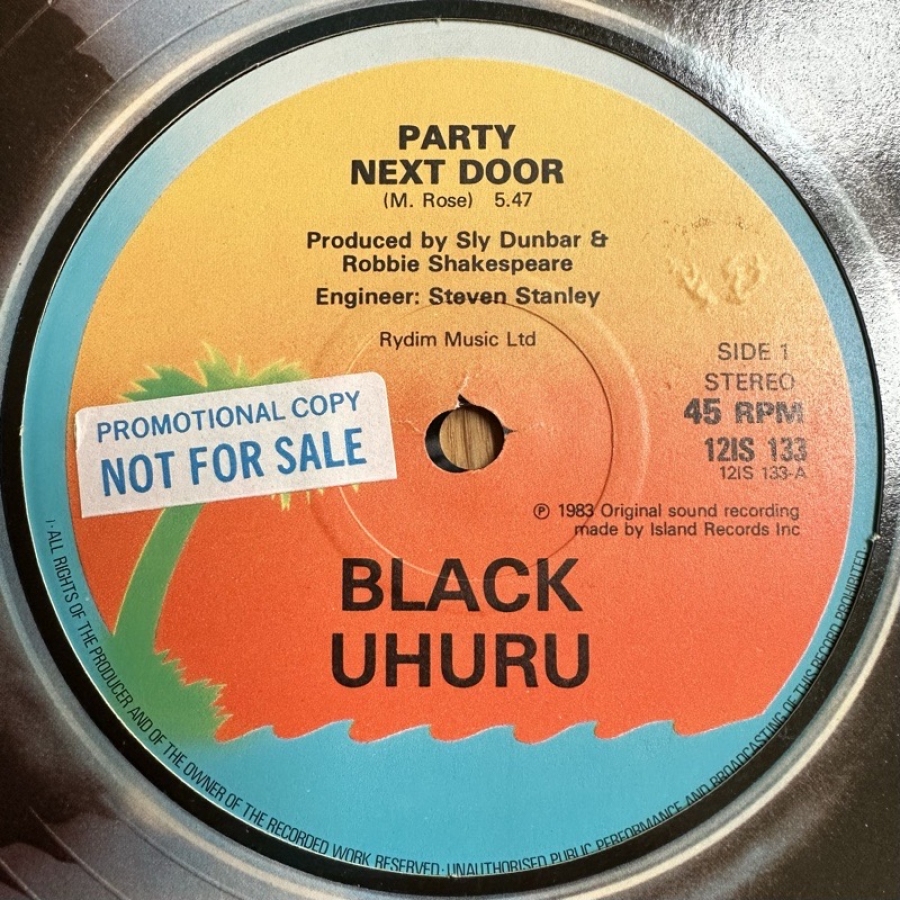 PARTY
NEXT DOOR
(M. Rose) 5.47
Produced by Sly Dunbar &
Robbie Shakespeare
Engineer: Steven Stanley
Rydim Music Ltd
SIDE 1
STEREO
45 RPM
12IS 133
12IS 133-A
PROMOTIONAL COPY
NOT FOR SALE
℗ 1983 Original sound recording
made by Island Records Inc
BLACK
UHURU
ALL RIGHTS OF THE PRODUCER AND OF THE OWNER OF THE RECORDED WORK RESERVED · UNAUTHORISED PUBLIC PERFORMANCE AND BROADCASTING OF THIS RECORD PROHIBITED